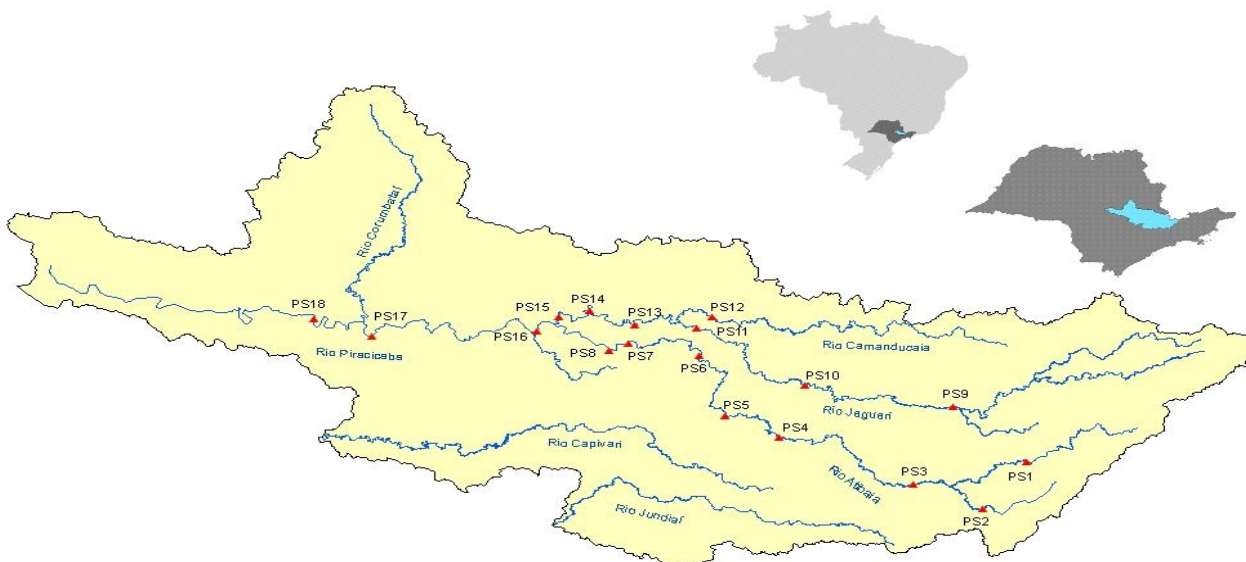 Rio Corumbataí
PS18
PS17
Rio Piracicaba
PS15
PS14
PS13
PS12
PS16
PS11
PS8
PS7
PS6
Rio Camanducaia
PS10
PS9
Rio Jaguari
PS5
PS4
Rio Capivari
PS3
PS1
Rio Atibaia
PS2
Rio Jundiaí